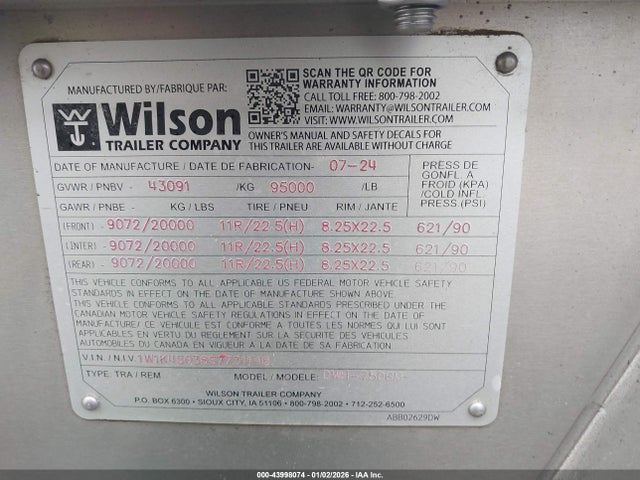 MANUFACTURED BY/FABRIQUE PAR:
Wilson
TRAILER COMPANY
SCAN THE QR CODE FOR
WARRANTY INFORMATION
CALL TOLL FREE: 800-798-2002
EMAIL: WARRANTY@WILSONTRAILER.COM
VISIT: WWW.WILSONTRAILER.COM
OWNER'S MANUAL AND SAFETY DECALS FOR
THIS TRAILER ARE AVAILABLE WITHOUT CHARGE
DATE OF MANUFACTURE / DATE DE FABRICATION- 07-24
GVWR / PNBV - 43091 /KG 95000 /LB
GAWR / PNBE - KG / LBS TIRE / PNEU RIM / JANTE
PRESS DE
GONFL. A
FROID (KPA)
/COLD INFL
PRESS.(PSI)
(FRONT) - 9072/20000 11R/22.5(H) 8.25X22.5 621/90
(INTER) - 9072/20000 11R/22.5(H) 8.25X22.5 621/90
(REAR) - 9072/20000 11R/22.5(H) 8.25X22.5 621/90
THIS VEHICLE CONFORMS TO ALL APPLICABLE US FEDERAL MOTOR VEHICLE SAFETY
STANDARDS IN EFFECT ON THE DATE OF MANUFACTURE SHOWN ABOVE
THIS VEHICLE CONFORMS TO ALL APPLICABLE STANDARDS PRESCRIBED UNDER THE
CANADIAN MOTOR VEHICLE SAFETY REGULATIONS IN EFFECT ON THE DATE OF
MANUFACTURE/ CE VEHICULE EST CONFORME A TOUTES LES NORMES QUI LUI
SONT APPLICABLES EN VERTU DU REGLEMENT SUR LA SECURITE DES VEHICULES
AUTOMOBILES DU CANADA EN VIGUEUR A LA DATE DE SA FABRICATION.
V.I.N. / N.I.V.
TYPE: TRA / REM MODEL / MODELE:
WILSON TRAILER COMPANY
P.O. BOX 6300 • SIOUX CITY, IA 51106 • 800-798-2002 • 712-252-6500
ABB02629DW
000-43998074 - 01/02/2026 - IAAI.COM